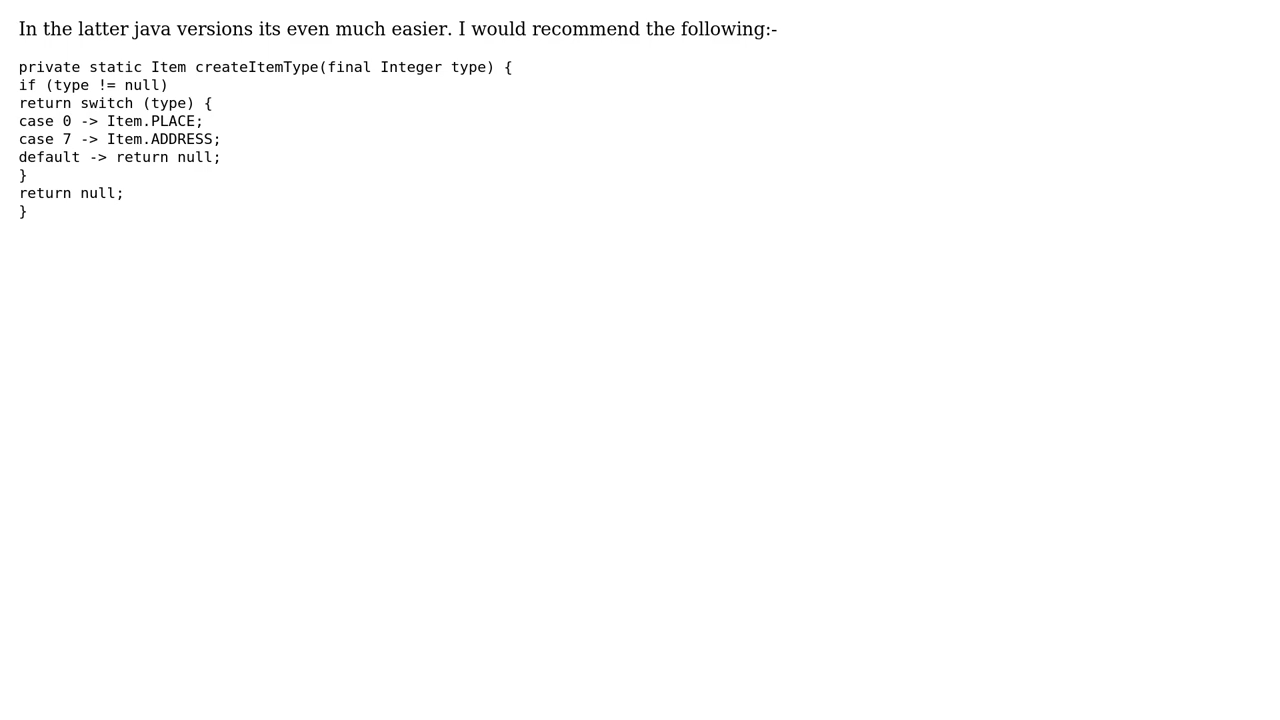 In the latter java versions its even much easier. I would recommend the following:-
private static Item createItemType(final Integer type) {
if (type != null)
return switch (type) {
case 0 -> Item.PLACE;
case 7 -> Item.ADDRESS;
default -> return null;
}
return null;
}